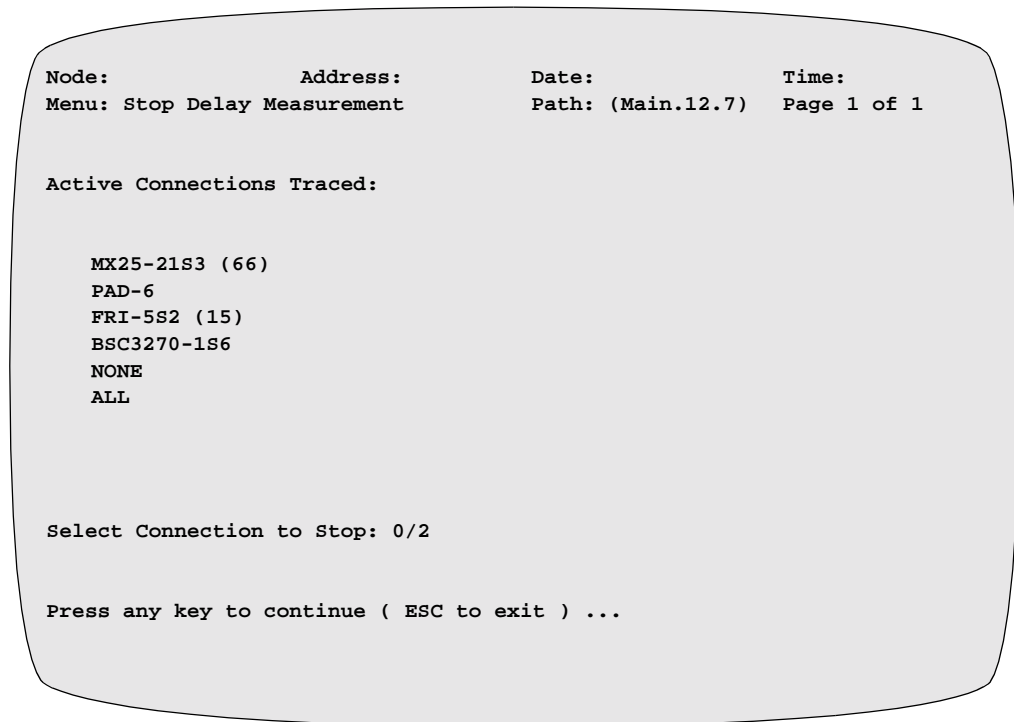 Node: Address: Date: Time:
Menu: Stop Delay Measurement Path: (Main.12.7) Page 1 of 1
Active Connections Traced:
MX25-21S3 (66)
PAD-6
FRI-5S2 (15)
BSC3270-1S6
NONE
ALL
Select Connection to Stop: 0/2
Press any key to continue ( ESC to exit ) ...